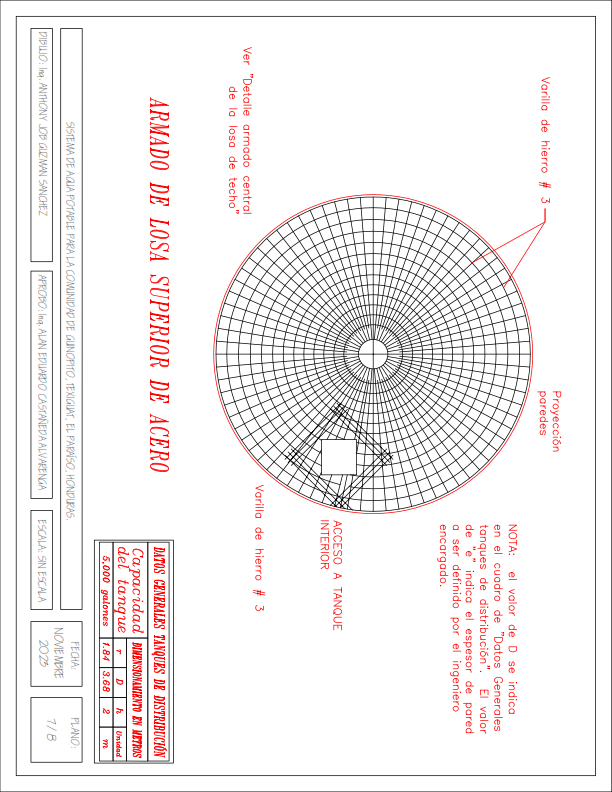 Varilla de hierro # 3
Proyección
paredes
NOTA: el valor de D se indica
en el cuadro de "Datos Generales
tanques de distribución". El valor
de "e" indica el espesor de pared
a ser definido por el ingeniero
encargado.
Ver "Detalle armado central
de la losa de techo"
Varilla de hierro # 3
ACCESO A TANQUE
INTERIOR
ARMADO DE LOSA SUPERIOR DE ACERO
DATOS GENERALES TANQUES DE DISTRIBUCIÓN
Capacidad
del tanque
DIMENSIONAMIENTO EN METROS
r D h Unidad
5,000 galones 1.84 3.68 2 m
SISTEMA DE AGUA POTABLE PARA LA COMUNIDAD DE GUINOPITO, TEXIGUAT, EL PARAÍSO, HONDURAS.
FECHA:
NOVIEMBRE
2023
PLANO:
7/8
DIBUJO: Ing. ANTHONY JOB GUZMAN SANCHEZ
APROBO: Ing. ALAN EDUARDO CASTAÑEDA ALVARENGA
ESCALA: SIN ESCALA